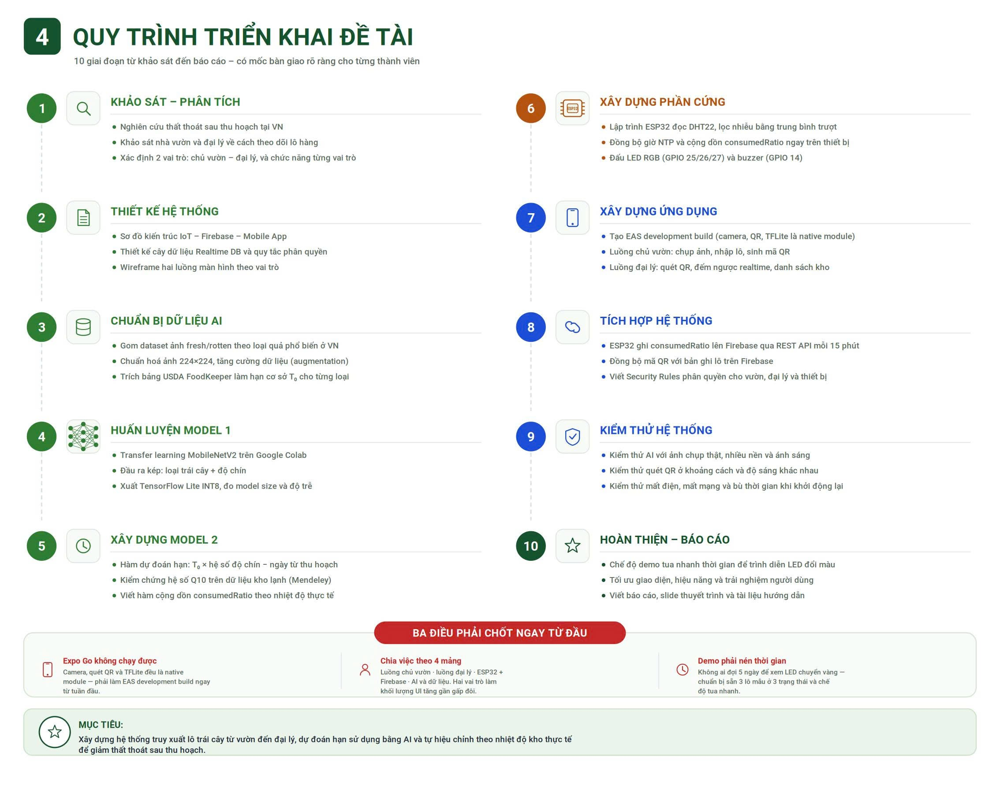 4
QUY TRÌNH TRIỂN KHAI ĐỀ TÀI
10 giai đoạn từ khảo sát đến báo cáo – có mốc bàn giao rõ ràng cho từng thành viên
1
KHẢO SÁT – PHÂN TÍCH
Nghiên cứu thất thoát sau thu hoạch tại VN
Khảo sát nhà vườn và đại lý về cách theo dõi lô hàng
Xác định 2 vai trò: chủ vườn – đại lý, và chức năng từng vai trò
2
THIẾT KẾ HỆ THỐNG
Sơ đồ kiến trúc IoT – Firebase – Mobile App
Thiết kế cây dữ liệu Realtime DB và quy tắc phân quyền
Wireframe hai luồng màn hình theo vai trò
3
CHUẨN BỊ DỮ LIỆU AI
Gom dataset ảnh fresh/rotten theo loại quả phổ biến ở VN
Chuẩn hoá ảnh 224×224, tăng cường dữ liệu (augmentation)
Trích bảng USDA FoodKeeper làm hạn cơ sở T₀ cho từng loại
4
HUẤN LUYỆN MODEL 1
Transfer learning MobileNetV2 trên Google Colab
Đầu ra kép: loại trái cây + độ chín
Xuất TensorFlow Lite INT8, đo model size và độ trễ
5
XÂY DỰNG MODEL 2
Hàm dự đoán hạn: T₀ × hệ số độ chín − ngày từ thu hoạch
Kiểm chứng hệ số Q10 trên dữ liệu kho lạnh (Mendeley)
Viết hàm cộng dồn consumedRatio theo nhiệt độ thực tế
6
ESP32
XÂY DỰNG PHẦN CỨNG
Lập trình ESP32 đọc DHT22, lọc nhiễu bằng trung bình trượt
Đồng bộ giờ NTP và cộng dồn consumedRatio ngay trên thiết bị
Đấu LED RGB (GPIO 25/26/27) và buzzer (GPIO 14)
7
XÂY DỰNG ỨNG DỤNG
Tạo EAS development build (camera, QR, TFLite là native module)
Luồng chủ vườn: chụp ảnh, nhập lô, sinh mã QR
Luồng đại lý: quét QR, đếm ngược realtime, danh sách kho
8
TÍCH HỢP HỆ THỐNG
ESP32 ghi consumedRatio lên Firebase qua REST API mỗi 15 phút
Đồng bộ mã QR với bản ghi lô trên Firebase
Viết Security Rules phân quyền cho vườn, đại lý và thiết bị
9
KIỂM THỬ HỆ THỐNG
Kiểm thử AI với ảnh chụp thật, nhiều nền và ánh sáng
Kiểm thử quét QR ở khoảng cách và độ sáng khác nhau
Kiểm thử mất điện, mất mạng và bù thời gian khi khởi động lại
10
HOÀN THIỆN – BÁO CÁO
Chế độ demo tua nhanh thời gian để trình diễn LED đổi màu
Tối ưu giao diện, hiệu năng và trải nghiệm người dùng
Viết báo cáo, slide thuyết trình và tài liệu hướng dẫn
BA ĐIỀU PHẢI CHỐT NGAY TỪ ĐẦU
Expo Go không chạy được
Camera, quét QR và TFLite đều là native
module — phải làm EAS development build ngay
từ tuần đầu.
Chia việc theo 4 mảng
Luồng chủ vườn · luồng đại lý · ESP32 +
Firebase · AI và dữ liệu. Hai vai trò làm
khối lượng UI tăng gần gấp đôi.
Demo phải nén thời gian
Không ai đợi 5 ngày để xem LED chuyển vàng —
chuẩn bị sẵn 3 lô mẫu ở 3 trạng thái và chế
độ tua nhanh.
MỤC TIÊU:
Xây dựng hệ thống truy xuất lô trái cây từ vườn đến đại lý, dự đoán hạn sử dụng bằng AI và tự hiệu chỉnh theo nhiệt độ kho thực tế
để giảm thất thoát sau thu hoạch.